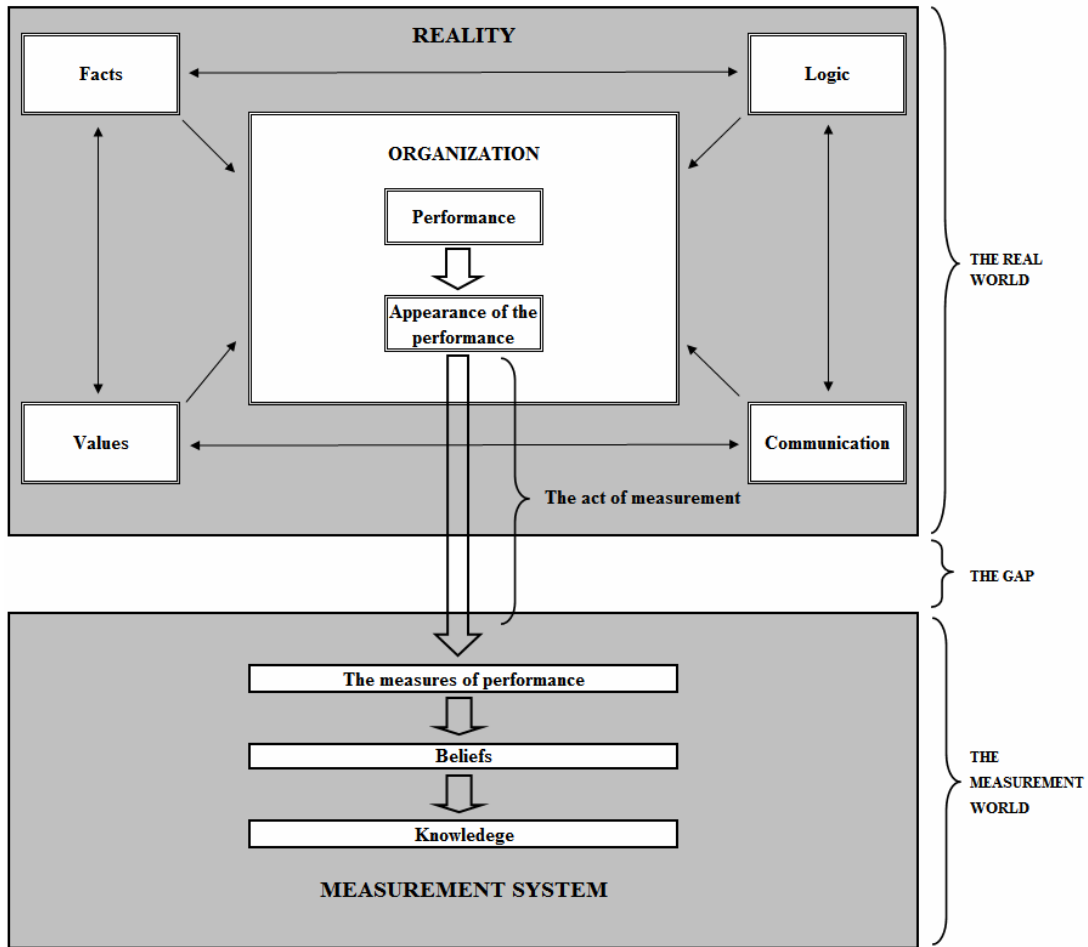 REALITY
Facts
Logic
ORGANIZATION
Performance
Appearance of the
performance
THE REAL
WORLD
Values
Communication
The act of measurement
THE GAP
The measures of performance
Beliefs
Knowledege
THE
MEASUREMENT
WORLD
MEASUREMENT SYSTEM